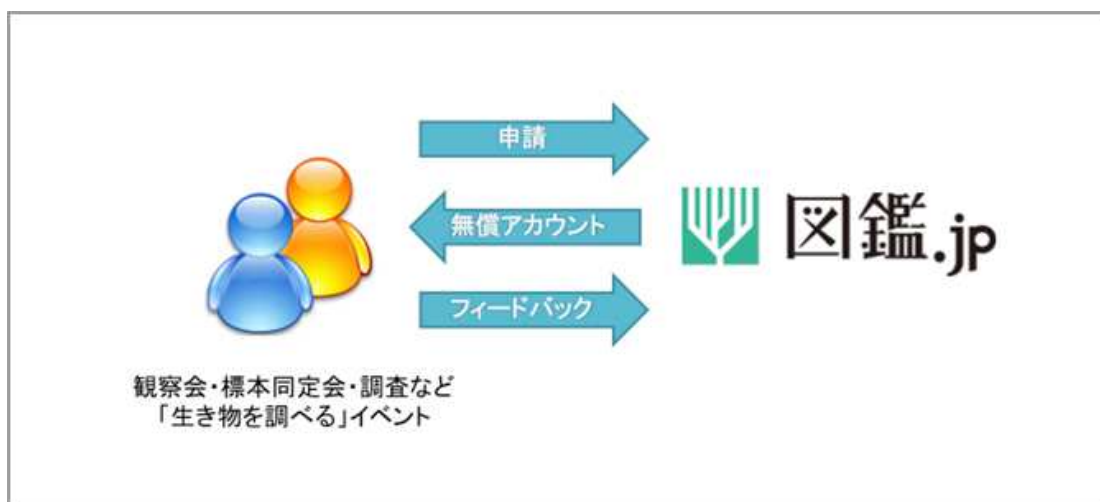 申請
無償アカウント
図鑑.jp
フィードバック
観察会・標本同定会・調査など
「生き物を調べる」イベント